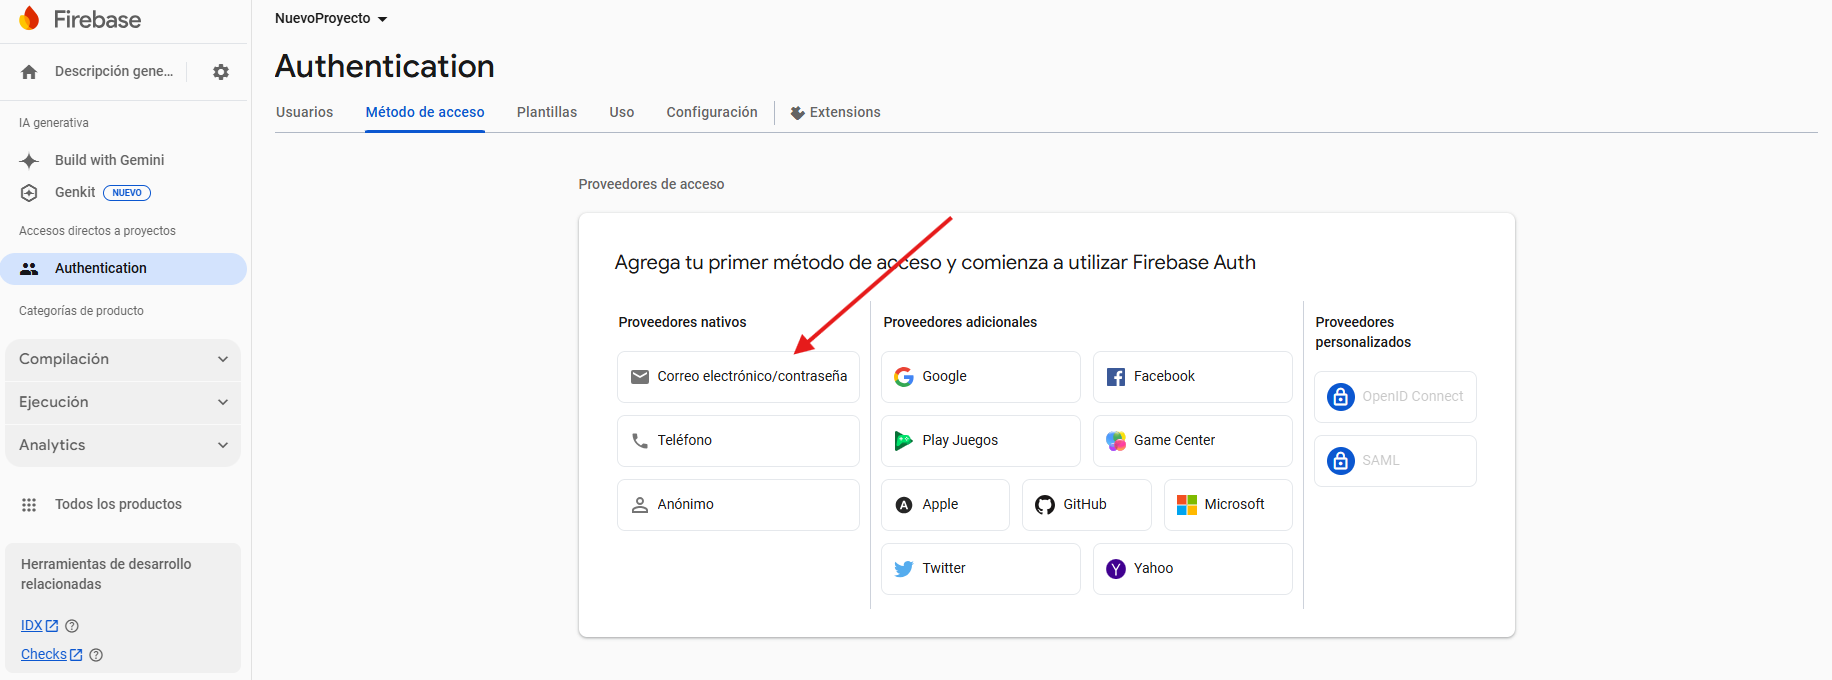 Firebase
NuevoProyecto
Authentication
Descripción gene...
Usuarios
Método de acceso
Plantillas
Uso
Configuración
Extensions
IA generativa
Build with Gemini
Genkit
NUEVO
Accesos directos a proyectos
Authentication
Categorías de producto
Compilación
Ejecución
Analytics
Todos los productos
Herramientas de desarrollo
relacionadas
IDX
Checks
Proveedores de acceso
Agrega tu primer método de acceso y comienza a utilizar Firebase Auth
Proveedores nativos
Correo electrónico/contraseña
Teléfono
Anónimo
Proveedores adicionales
Google
Facebook
Play Juegos
Game Center
Apple
GitHub
Microsoft
Twitter
Yahoo
Proveedores
personalizados
OpenID Connect
SAML